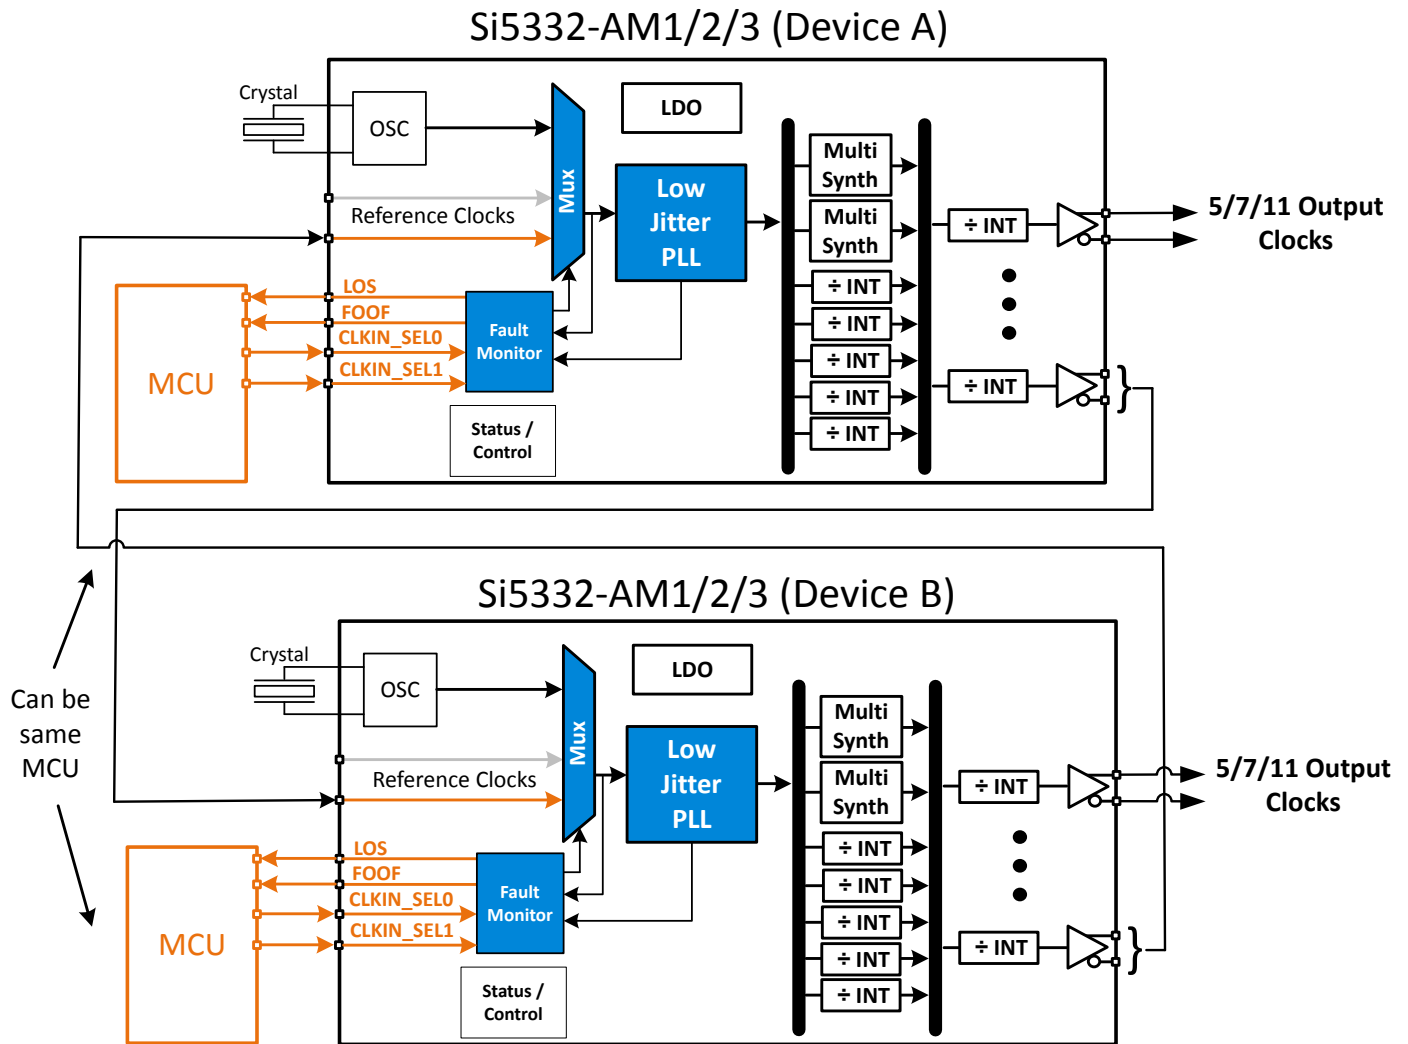 Si5332-AM1/2/3 (Device A)
Crystal
OSC
LDO
Mux
Multi
Synth
Low
Jitter
PLL
Multi
Synth
Reference Clocks
÷ INT
5/7/11 Output
Clocks
LOS
FOOF
CLKIN_SEL0
CLKIN_SEL1
MCU
Fault
Monitor
÷ INT
÷ INT
÷ INT
÷ INT
÷ INT
÷ INT
}
Status /
Control
Si5332-AM1/2/3 (Device B)
Can be
same
MCU
Crystal
OSC
LDO
Mux
Multi
Synth
Low
Jitter
PLL
Multi
Synth
Reference Clocks
÷ INT
5/7/11 Output
Clocks
LOS
FOOF
CLKIN_SEL0
CLKIN_SEL1
MCU
Fault
Monitor
÷ INT
÷ INT
÷ INT
÷ INT
÷ INT
÷ INT
}
Status /
Control